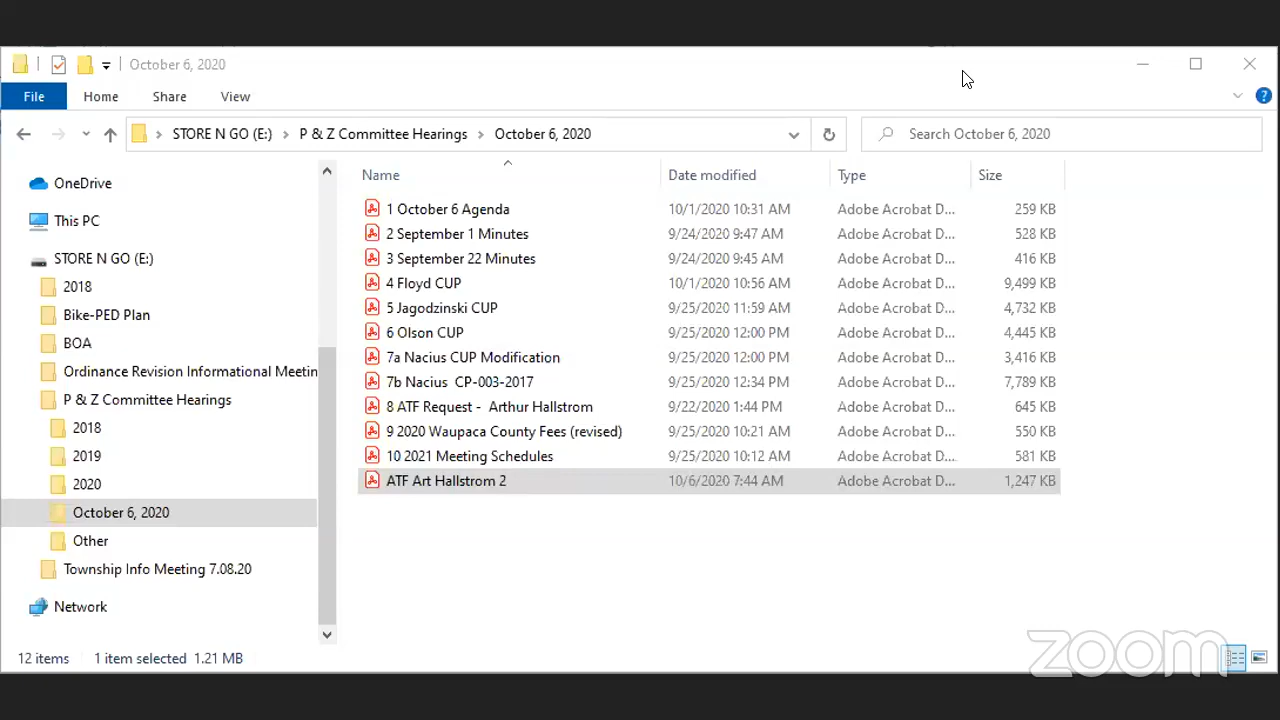 October 6, 2020
File Home Share View
STORE N GO (E:) P & Z Committee Hearings October 6, 2020 Search October 6, 2020
OneDrive
This PC
STORE N GO (E:)
2018
Bike-PED Plan
BOA
Ordinance Revision Informational Meetin
P & Z Committee Hearings
2018
2019
2020
October 6, 2020
Other
Township Info Meeting 7.08.20
Network
Name Date modified Type Size
1 October 6 Agenda 10/1/2020 10:31 AM Adobe Acrobat D... 259 KB
2 September 1 Minutes 9/24/2020 9:47 AM Adobe Acrobat D... 528 KB
3 September 22 Minutes 9/24/2020 9:45 AM Adobe Acrobat D... 416 KB
4 Floyd CUP 10/1/2020 10:56 AM Adobe Acrobat D... 9,499 KB
5 Jagodzinski CUP 9/25/2020 11:59 AM Adobe Acrobat D... 4,732 KB
6 Olson CUP 9/25/2020 12:00 PM Adobe Acrobat D... 4,445 KB
7a Nacius CUP Modification 9/25/2020 12:00 PM Adobe Acrobat D... 3,416 KB
7b Nacius CP-003-2017 9/25/2020 12:34 PM Adobe Acrobat D... 7,789 KB
8 ATF Request - Arthur Hallstrom 9/22/2020 1:44 PM Adobe Acrobat D... 645 KB
9 2020 Waupaca County Fees (revised) 9/25/2020 10:21 AM Adobe Acrobat D... 550 KB
10 2021 Meeting Schedules 9/25/2020 10:12 AM Adobe Acrobat D... 581 KB
ATF Art Hallstrom 2 10/6/2020 7:44 AM Adobe Acrobat D... 1,247 KB
12 items 1 item selected 1.21 MB
zoom